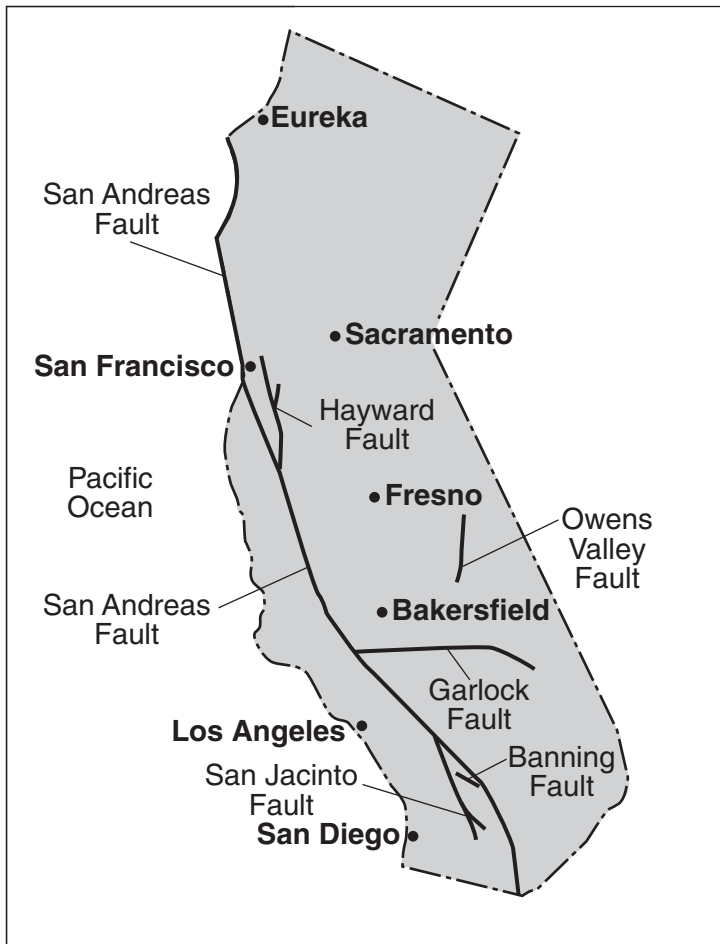 Eureka
San Andreas
Fault
Sacramento
San Francisco
Hayward
Fault
Pacific
Ocean
Fresno
Owens
Valley
Fault
San Andreas
Fault
Bakersfield
Garlock
Fault
Los Angeles
Banning
Fault
San Jacinto
Fault
San Diego